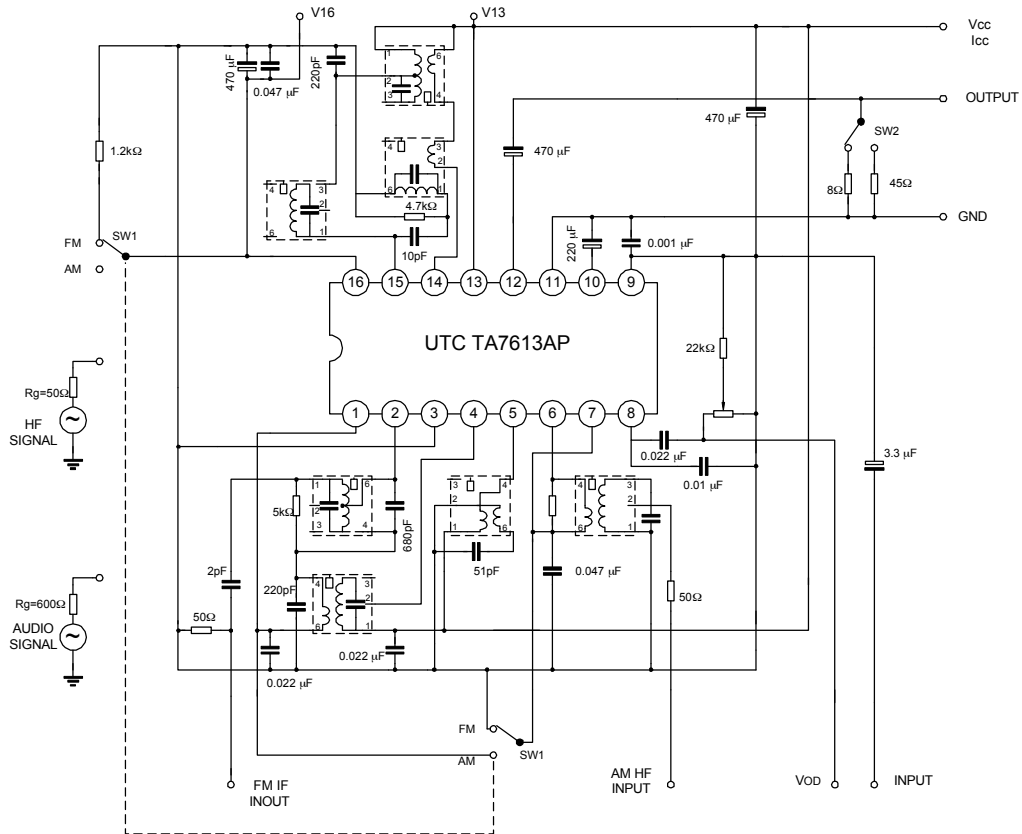 V16
V13
Vcc
Icc
470 µF
0.047 µF
220pF
1
2
3
6
4
OUTPUT
470 µF
SW2
470 µF
1.2kΩ
4
3
2
6
1
8Ω
45Ω
4
3
2
6
1
4.7kΩ
GND
FM
SW1
10pF
220 µF
0.001 µF
AM
16
15
14
13
12
11
10
9
UTC TA7613AP
22kΩ
Rg=50Ω
HF
SIGNAL
1
2
3
4
5
6
7
8
0.022 µF
3.3 µF
0.01 µF
1
6
2
3
4
5kΩ
680pF
3
4
2
1
6
4
3
2
6
1
51pF
0.047 µF
2pF
220pF
4
3
2
6
1
50Ω
Rg=600Ω
AUDIO
SIGNAL
50Ω
0.022 µF
0.022 µF
FM
SW1
AM
FM IF
INOUT
AM HF
INPUT
VOD
INPUT